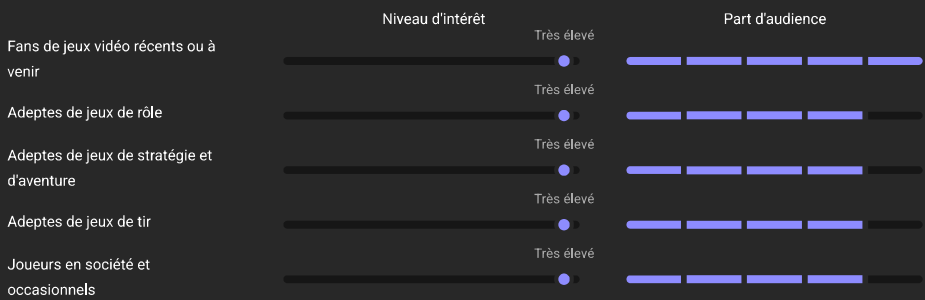 Niveau d'intérêt Part d'audience
Fans de jeux vidéo récents ou à
venir
Très élevé
Adeptes de jeux de rôle
Très élevé
Adeptes de jeux de stratégie et
d'aventure
Très élevé
Adeptes de jeux de tir
Très élevé
Joueurs en société et
occasionnels
Très élevé